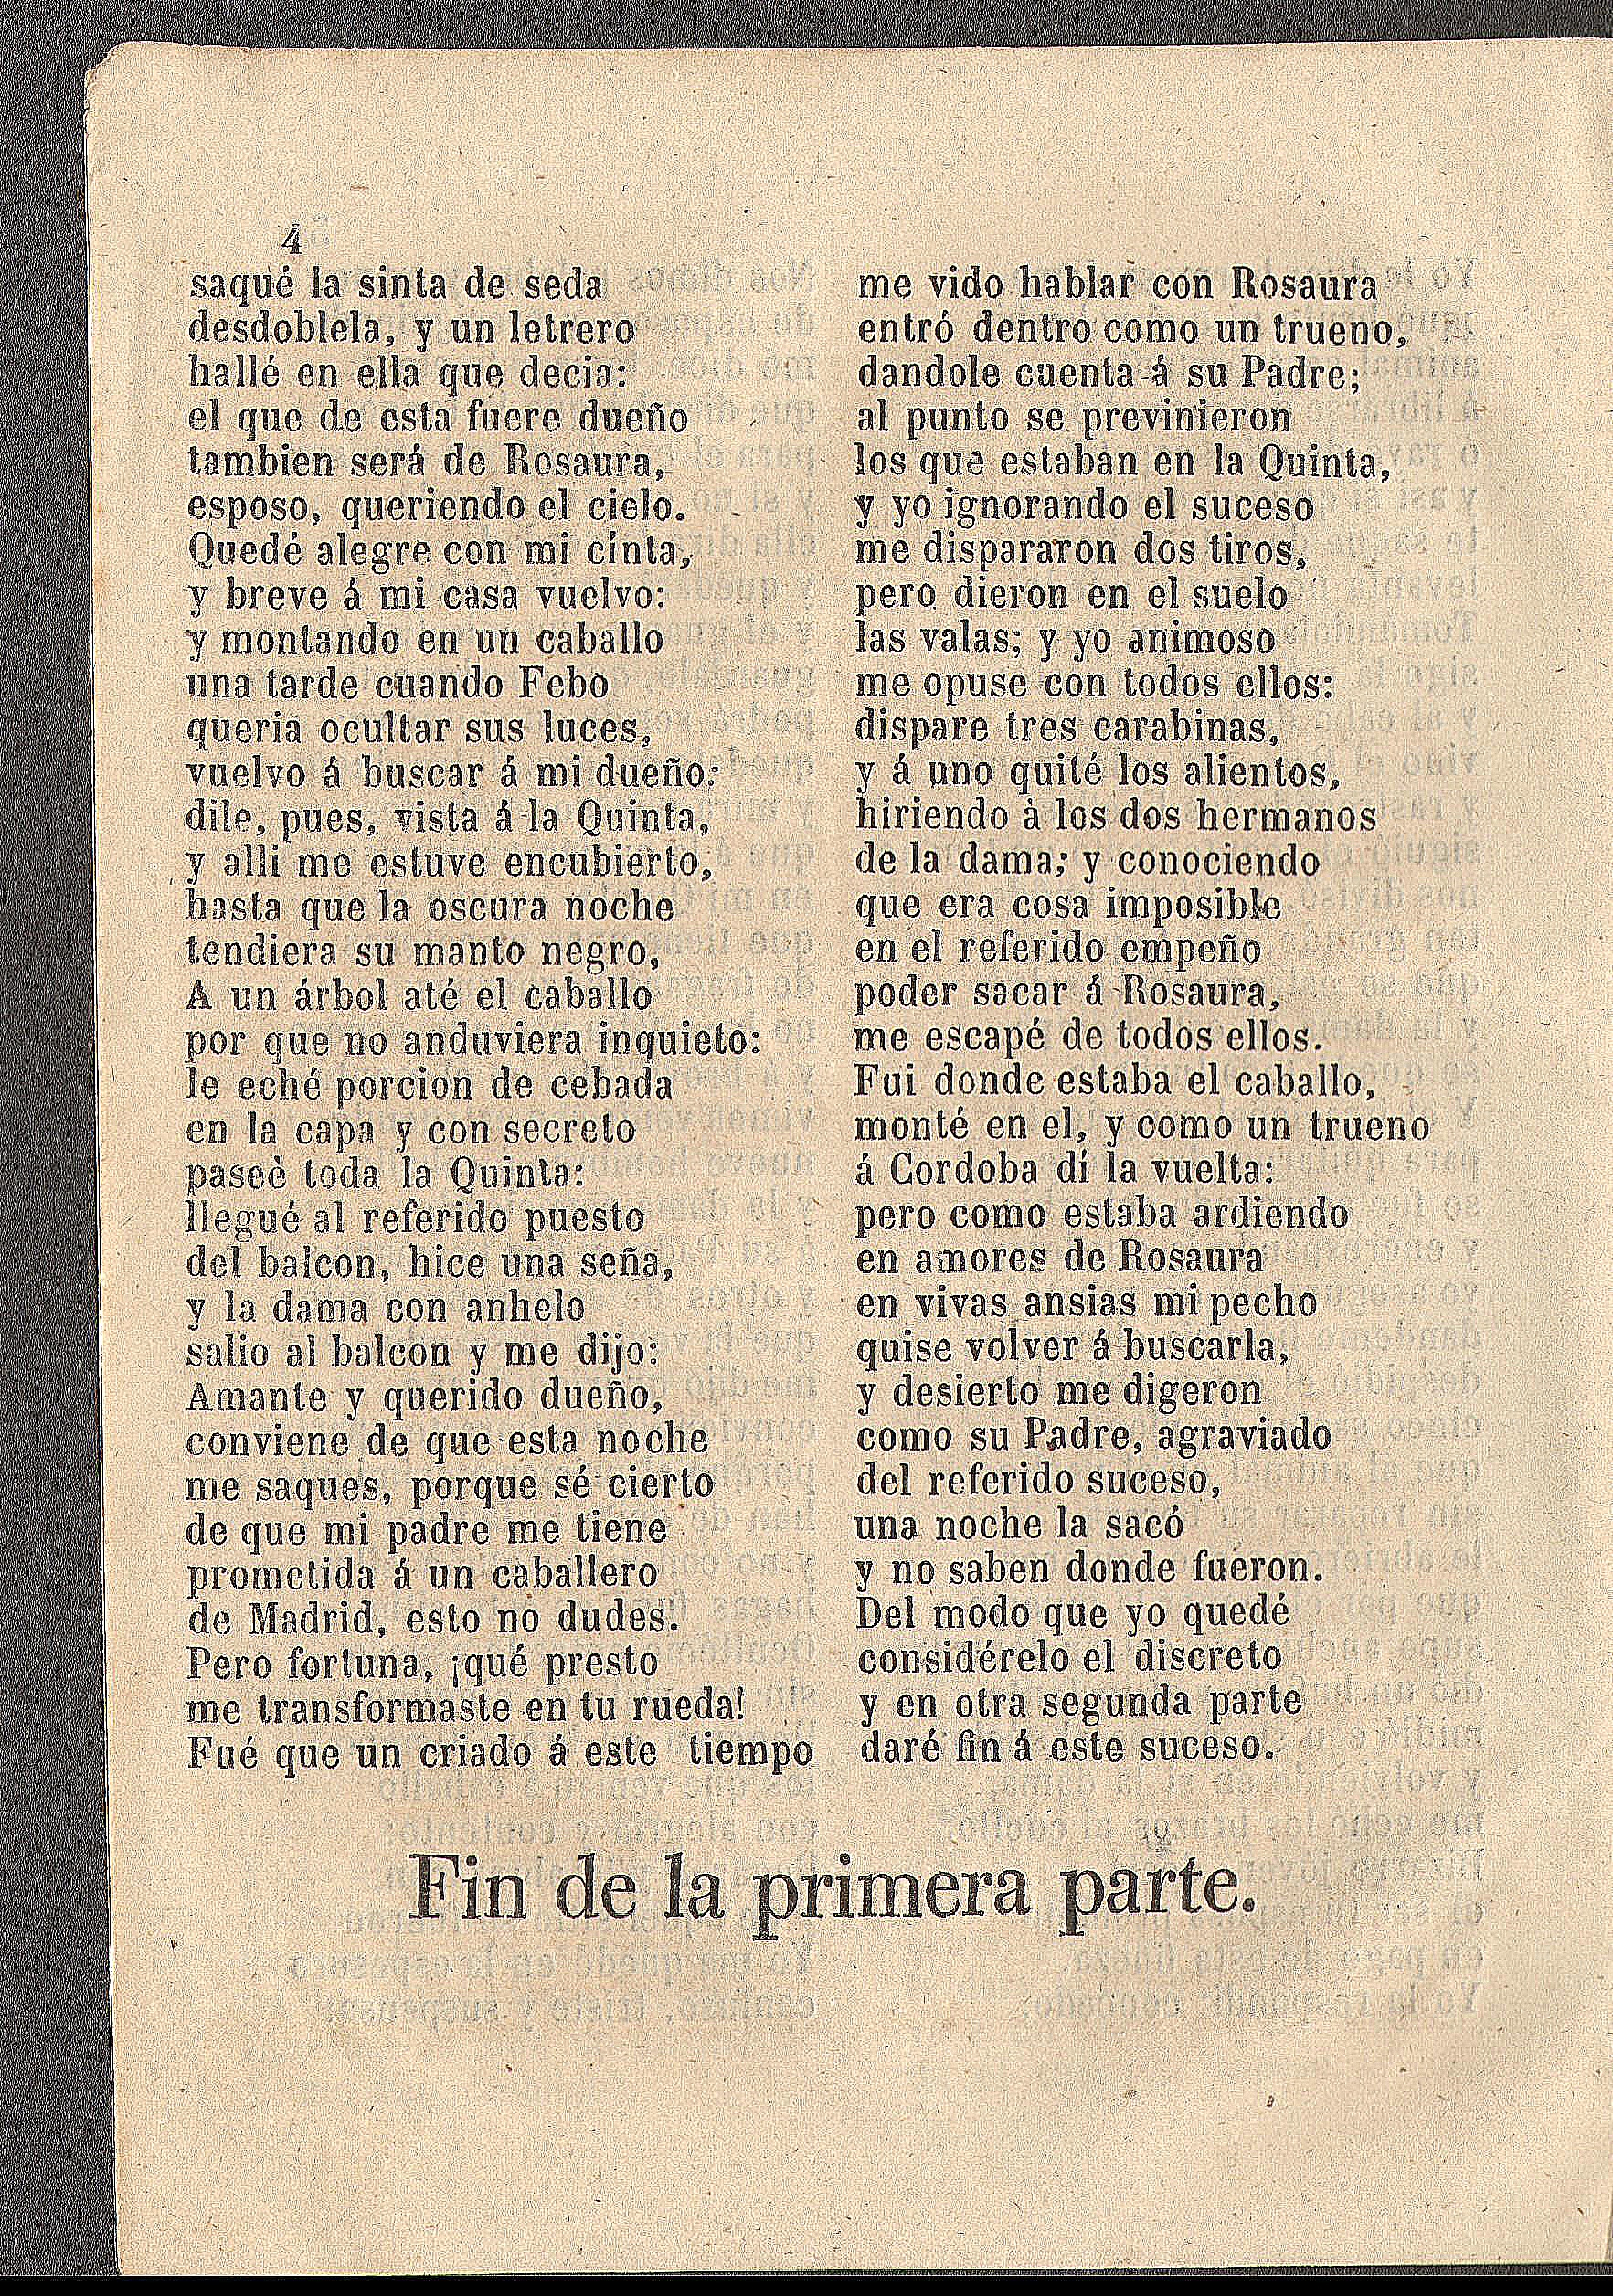 4
saqué la sinta de seda
desdoblela, y un letrero
hallé en ella que decia:
el que de esta fuere dueño
tambien será de Rosaura,
esposo, queriendo el cielo.
Quedé alegre con mi cinta,
y breve á mi casa vuelvo:
y montando en un caballo
una tarde cuando Febo
queria ocultar sus luces,
vuelvo á buscar á mi dueño:
dile, pues, vista á la Quinta,
y alli me estuve encubierto,
hasta que la oscura noche
tendiera su manto negro,
A un árbol até el caballo
por que no anduviera inquieto:
le eché porcion de cebada
en la capa y con secreto
paseè toda la Quinta:
llegué al referido puesto
del balcon, hice una seña,
y la dama con anhelo
salio al balcon y me dijo:
Amante y querido dueño,
conviene de que esta noche
me saques, porque sé cierto
de que mi padre me tiene
prometida á un caballero
de Madrid, esto no dudes.
Pero fortuna, ¡qué presto
me transformaste en tu rueda!
Fué que un criado á este tiempo
me vido hablar con Rosaura
entró dentro como un trueno,
dandole cuenta á su Padre;
al punto se previnieron
los que estaban en la Quinta,
y yo ignorando el suceso
me dispararon dos tiros,
pero dieron en el suelo
las valas; y yo animoso
me opuse con todos ellos:
dispare tres carabinas,
y á uno quité los alientos,
hiriendo à los dos hermanos
de la dama; y conociendo
que era cosa imposible
en el referido empeño
poder sacar á Rosaura,
me escapé de todos ellos.
Fui donde estaba el caballo,
monté en el, y como un trueno
á Cordoba dí la vuelta:
pero como estaba ardiendo
en amores de Rosaura
en vivas ansias mi pecho
quise volver á buscarla,
y desierto me digeron
como su Padre, agraviado
del referido suceso,
una noche la sacó
y no saben donde fueron.
Del modo que yo quedé
considérelo el discreto
y en otra segunda parte
daré fin á este suceso.
Fin de la primera parte.